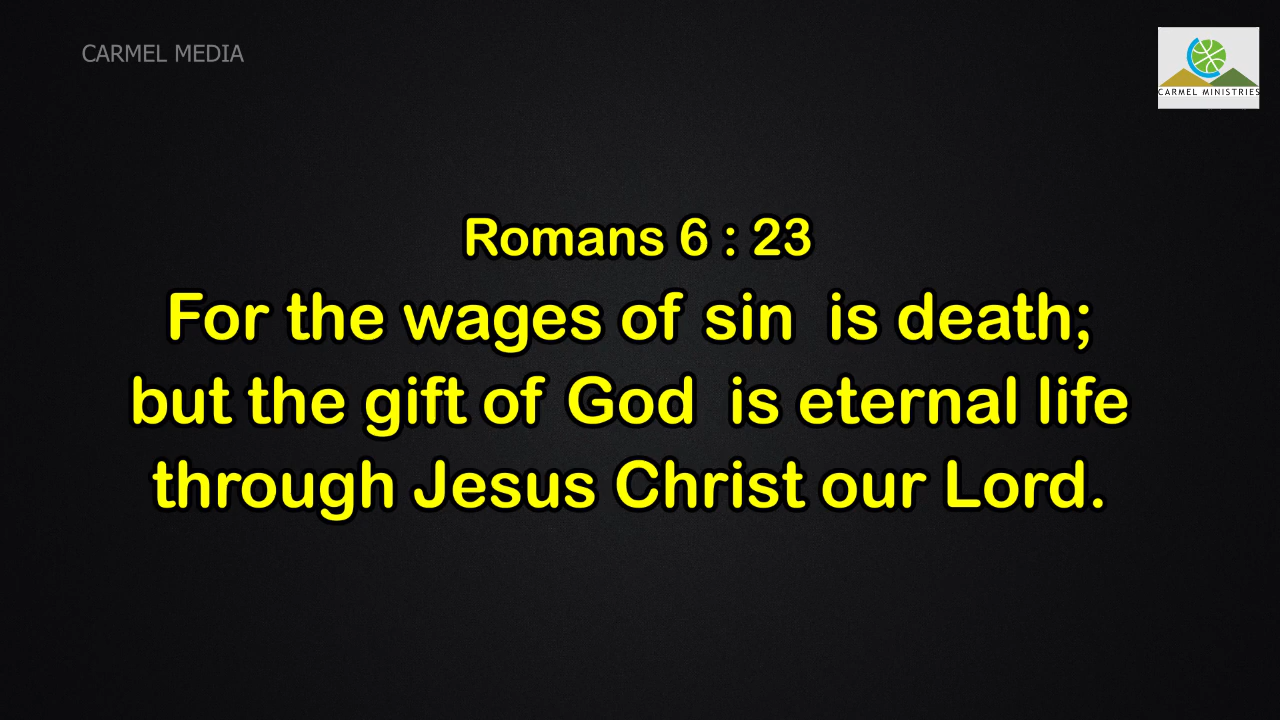 CARMEL MEDIA
CARMEL MINISTRIES
Romans 6 : 23
For the wages of sin  is death;
but the gift of God  is eternal life
through Jesus Christ our Lord.